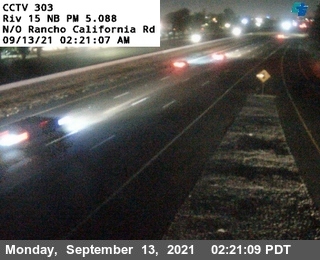 CCTV 303
Riv 15 NB PM 5.088
N/O Rancho California Rd
09/13/21 02:21:07 AM
Monday, September 13, 2021 02:21:09 PDT